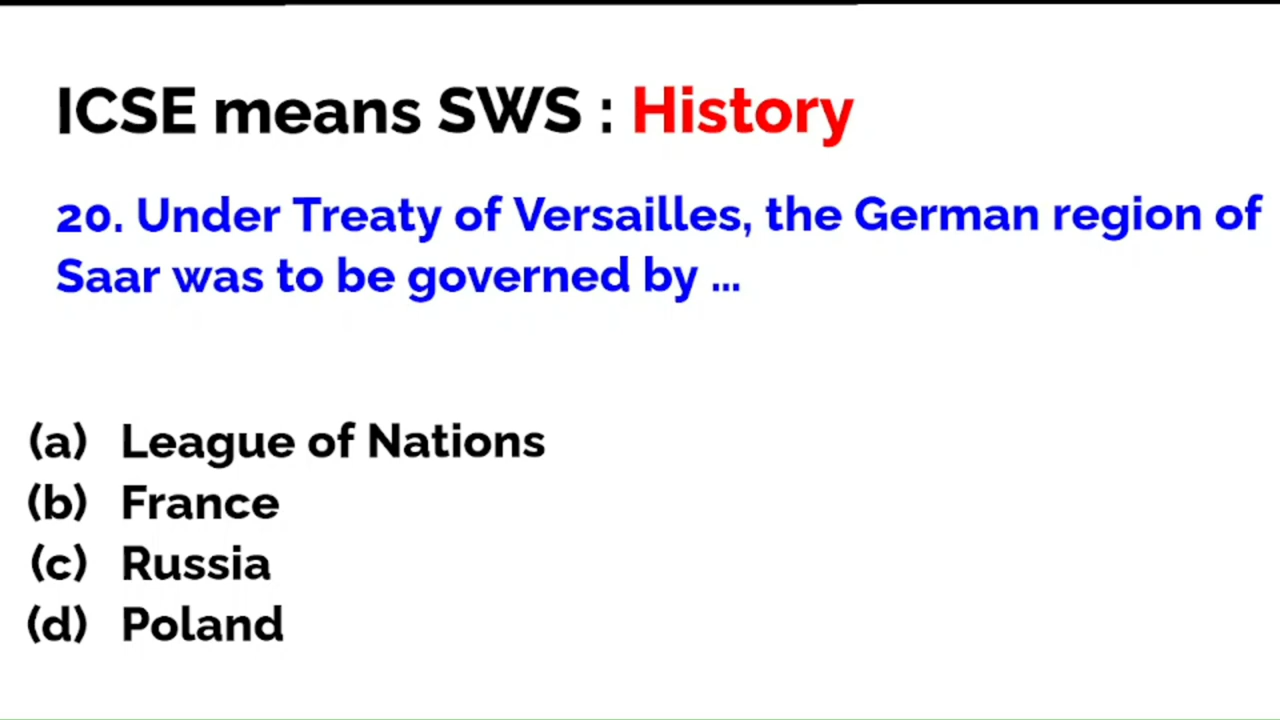 ICSE means SWS : History
20. Under Treaty of Versailles, the German region of
Saar was to be governed by ...
(a) League of Nations
(b) France
(c) Russia
(d) Poland